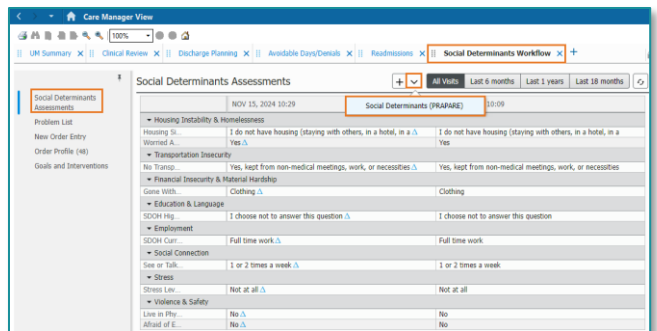 Care Manager View
100%
UM Summary Clinical Review Discharge Planning Avoidable Days/Denials Readmissions Social Determinants Workflow
Social Determinants Assessments
Problem List
New Order Entry
Order Profile (48)
Goals and Interventions
Social Determinants Assessments
All Visits Last 6 months Last 1 years Last 18 months
NOV 15, 2024 10:29 10:09
Social Determinants (PRAPARE)
Housing Instability & Homelessness
Housing Si... I do not have housing (staying with others, in a hotel, in a I do not have housing (staying with others, in a hotel, in a
Worried A... Yes Yes
Transportation Insecurity
No Transp... Yes, kept from non-medical meetings, work, or necessities Yes, kept from non-medical meetings, work, or necessities
Financial Insecurity & Material Hardship
Gone With... Clothing Clothing
Education & Language
SDOH Hig... I choose not to answer this question I choose not to answer this question
Employment
SDOH Curr... Full time work Full time work
Social Connection
See or Talk... 1 or 2 times a week 1 or 2 times a week
Stress
Stress Lev... Not at all Not at all
Violence & Safety
Live in Phy... No No
Afraid of E... No No